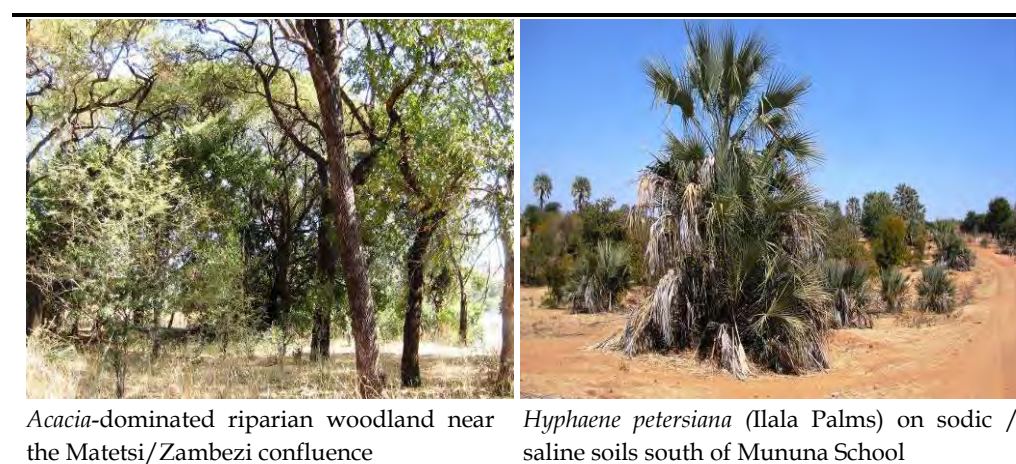 Acacia-dominated riparian woodland near
the Matetsi/Zambezi confluence
Hyphaene petersiana (Ilala Palms) on sodic /
saline soils south of Mununa School